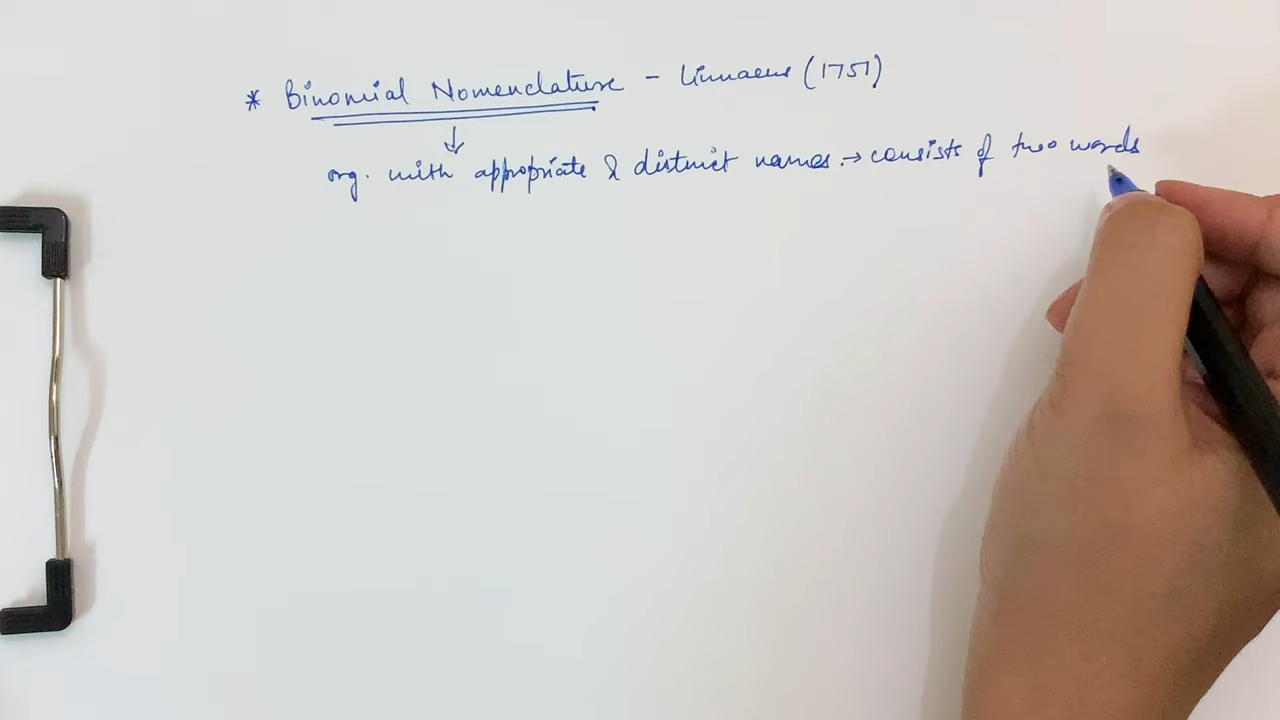 * Binomial Nomenclature - Linnaeus (1751)
↓
org. with appropriate & distinct names. → consists of two words